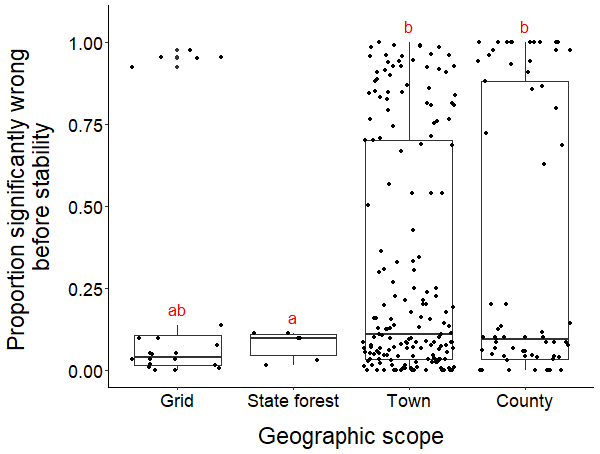 Proportion significantly wrong
before stability
1.00
0.75
0.50
0.25
0.00
ab
a
b
b
Grid
State forest
Town
County
Geographic scope